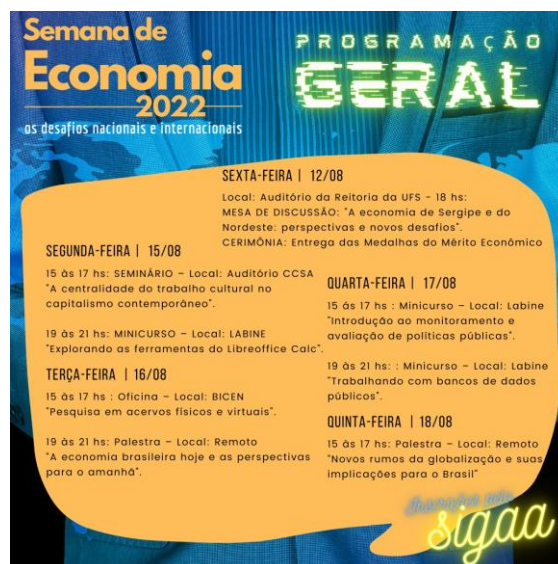 Semana de
Economia
2022
os desafios nacionais e internacionais
PROGRAMAÇÃO
GERAL
SEXTA-FEIRA | 12/08
Local: Auditório da Reitoria da UFS - 18 hs:
MESA DE DISCUSSÃO: "A economia de Sergipe e do
Nordeste: perspectivas e novos desafios".
CERIMÔNIA: Entrega das Medalhas do Mérito Econômico
SEGUNDA-FEIRA | 15/08
15 às 17 hs: SEMINÁRIO – Local: Auditório CCSA
"A centralidade do trabalho cultural no
capitalismo contemporâneo".
19 às 21 hs: MINICURSO – Local: LABINE
"Explorando as ferramentas do Libreoffice Calc".
TERÇA-FEIRA | 16/08
15 às 17 hs : Oficina – Local: BICEN
"Pesquisa em acervos físicos e virtuais".
19 às 21 hs: Palestra – Local: Remoto
"A economia brasileira hoje e as perspectivas
para o amanhã".
QUARTA-FEIRA | 17/08
15 ás 17 hs : Minicurso – Local: Labine
"Introdução ao monitoramento e
avaliação de políticas públicas".
19 às 21 hs: : Minicurso – Local: Labine
"Trabalhando com bancos de dados
públicos".
QUINTA-FEIRA | 18/08
15 às 17 hs: Palestra – Local: Remoto
"Novos rumos da globalização e suas
implicações para o Brasil"
Inscrições pelo
sigaa